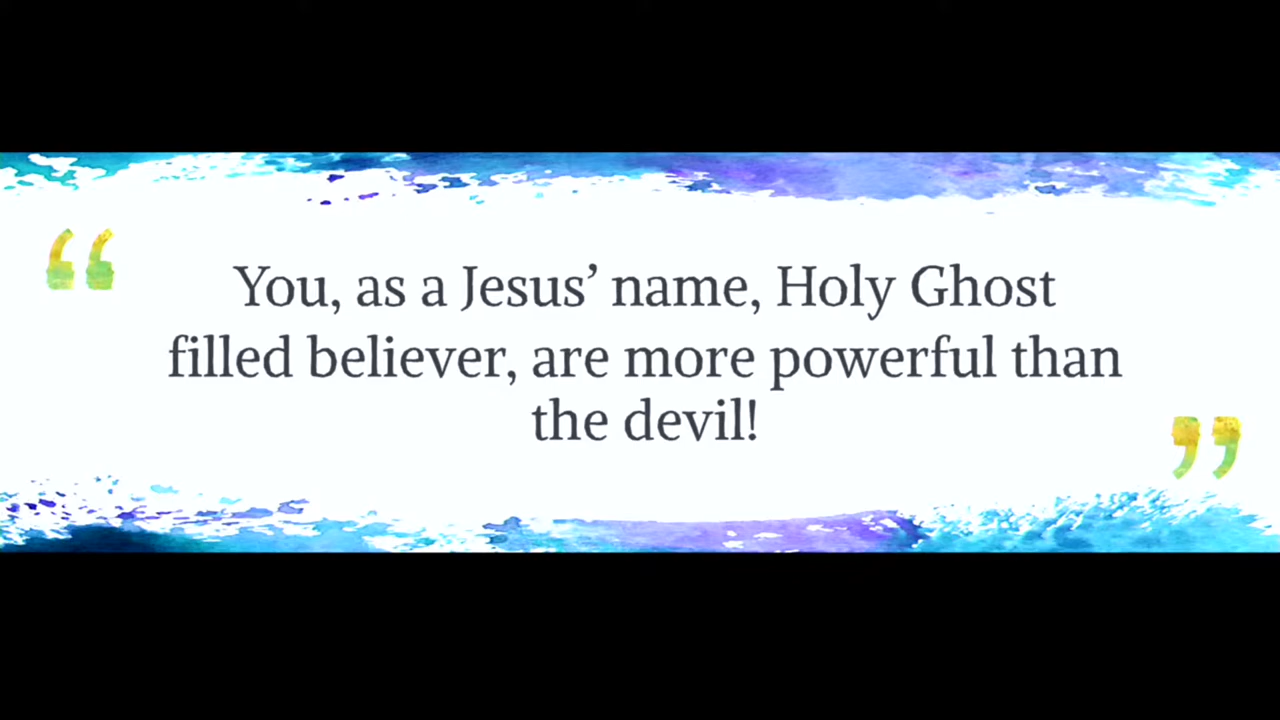 “
You, as a Jesus’ name, Holy Ghost
filled believer, are more powerful than
the devil!
”